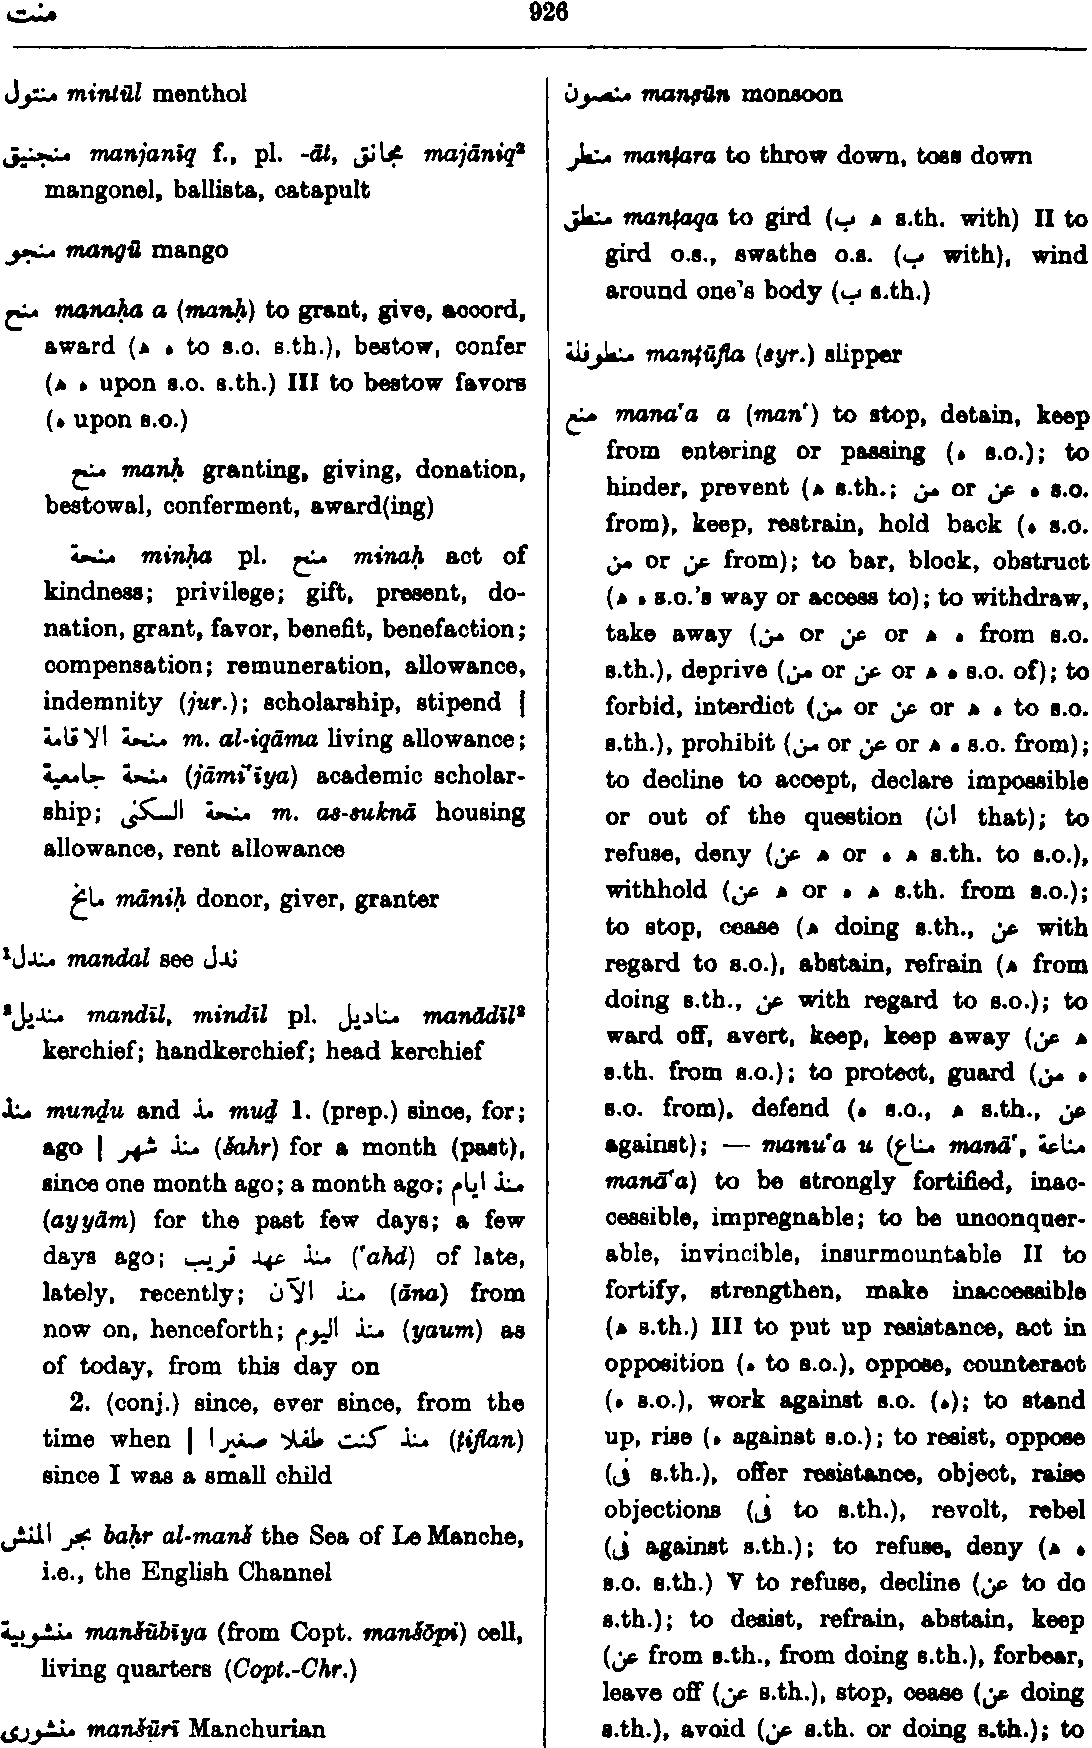 منت
926
منتول mintūl menthol
منجنيق manjanīq f., pl. -āt, مجانق majāniq²
mangonel, ballista, catapult
منجو mangū mango
منح manaḥa a (manḥ) to grant, give, accord,
award (ه ه to s.o. s.th.), bestow, confer
(ه ه upon s.o. s.th.) III to bestow favors
(ه upon s.o.)
منح manḥ granting, giving, donation,
bestowal, conferment, award(ing)
منحة minḥa pl. منح minaḥ act of
kindness; privilege; gift, present, do-
nation, grant, favor, benefit, benefaction;
compensation; remuneration, allowance,
indemnity (jur.); scholarship, stipend |
منحة الاقامة m. al-iqāma living allowance;
منحة جامعية (jāmiʿīya) academic scholar-
ship; منحة السكنى m. as-suknā housing
allowance, rent allowance
مانح māniḥ donor, giver, granter
¹مندل mandal see ندل
²منديل mandīl, mindīl pl. مناديل manādīl²
kerchief; handkerchief; head kerchief
منذ munḏu and مذ muḏ 1. (prep.) since, for;
ago | منذ شهر (šahr) for a month (past),
since one month ago; a month ago; منذ ايام
(ayyām) for the past few days; a few
days ago; منذ عهد قريب (ʿahd) of late,
lately, recently; منذ الآن (āna) from
now on, henceforth; منذ اليوم (yaum) as
of today, from this day on
2. (conj.) since, ever since, from the
time when | منذ كنت طفلا صغيرا (ṭiflan)
since I was a small child
بحر المنش baḥr al-manš the Sea of Le Manche,
i.e., the English Channel
منشوبية manšūbīya (from Copt. manšōpi) cell,
living quarters (Copt.-Chr.)
منشورى manšūrī Manchurian
منصون manṣūn monsoon
منطر manṭara to throw down, toss down
منطق manṭaqa to gird (ه ب s.th. with) II to
gird o.s., swathe o.s. (ب with), wind
around one's body (ب s.th.)
منطوفلة manṭūfla (syr.) slipper
منع manaʿa a (manʿ) to stop, detain, keep
from entering or passing (ه s.o.); to
hinder, prevent (ه s.th.; من or عن ه s.o.
from), keep, restrain, hold back (ه s.o.
من or عن from); to bar, block, obstruct
(ه ه s.o.'s way or access to); to withdraw,
take away (من or عن or ه ه from s.o.
s.th.), deprive (من or عن or ه ه s.o. of); to
forbid, interdict (من or عن or ه ه to s.o.
s.th.), prohibit (من or عن or ه ه s.o. from);
to decline to accept, declare impossible
or out of the question (ان that); to
refuse, deny (عن ه or ه ه s.th. to s.o.),
withhold (عن ه or ه ه s.th. from s.o.);
to stop, cease (ه doing s.th., عن with
regard to s.o.), abstain, refrain (ه from
doing s.th., عن with regard to s.o.); to
ward off, avert, keep, keep away (عن ه
s.th. from s.o.); to protect, guard (من ه
s.o. from), defend (ه s.o., ه s.th., عن
against); — manuʿa u (مناع manāʿ, مناعة
manāʿa) to be strongly fortified, inac-
cessible, impregnable; to be unconquer-
able, invincible, insurmountable II to
fortify, strengthen, make inaccessible
(ه s.th.) III to put up resistance, act in
opposition (ه to s.o.), oppose, counteract
(ه s.o.), work against s.o. (ه); to stand
up, rise (ه against s.o.); to resist, oppose
(فى s.th.), offer resistance, object, raise
objections (فى to s.th.), revolt, rebel
(فى against s.th.); to refuse, deny (ه ه
s.o. s.th.) V to refuse, decline (عن to do
s.th.); to desist, refrain, abstain, keep
(عن from s.th., from doing s.th.), forbear,
leave off (عن s.th.), stop, cease (عن doing
s.th.), avoid (عن s.th. or doing s.th.); to